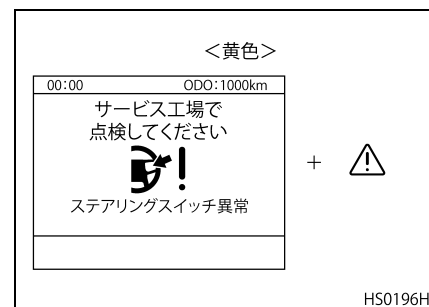 ＜黄色＞
00:00 ODO:1000km
サービス工場で
点検してください
ステアリングスイッチ異常
+
HS0196H